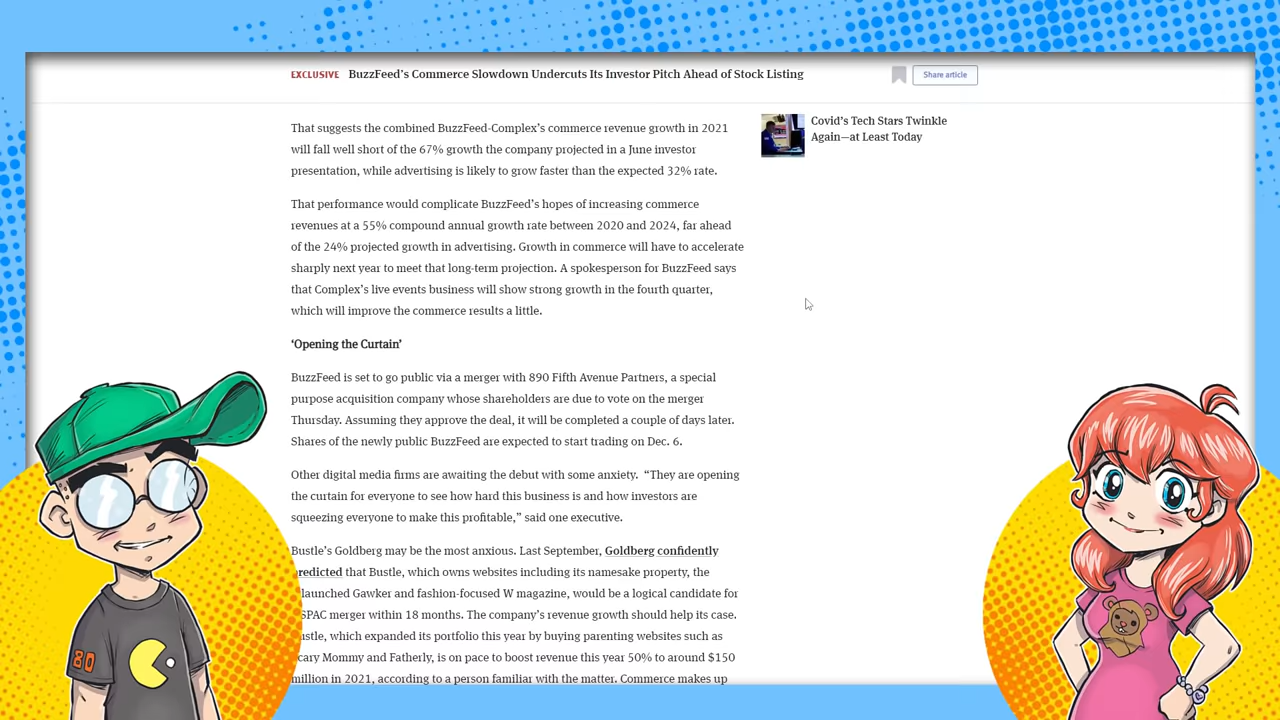 EXCLUSIVE BuzzFeed's Commerce Slowdown Undercuts Its Investor Pitch Ahead of Stock Listing
Share article
That suggests the combined BuzzFeed-Complex's commerce revenue growth in 2021
will fall well short of the 67% growth the company projected in a June investor
presentation, while advertising is likely to grow faster than the expected 32% rate.
Covid's Tech Stars Twinkle
Again—at Least Today
That performance would complicate BuzzFeed's hopes of increasing commerce
revenues at a 55% compound annual growth rate between 2020 and 2024, far ahead
of the 24% projected growth in advertising. Growth in commerce will have to accelerate
sharply next year to meet that long-term projection. A spokesperson for BuzzFeed says
that Complex's live events business will show strong growth in the fourth quarter,
which will improve the commerce results a little.
'Opening the Curtain'
BuzzFeed is set to go public via a merger with 890 Fifth Avenue Partners, a special
purpose acquisition company whose shareholders are due to vote on the merger
Thursday. Assuming they approve the deal, it will be completed a couple of days later.
Shares of the newly public BuzzFeed are expected to start trading on Dec. 6.
Other digital media firms are awaiting the debut with some anxiety. “They are opening
the curtain for everyone to see how hard this business is and how investors are
squeezing everyone to make this profitable,” said one executive.
Bustle's Goldberg may be the most anxious. Last September, Goldberg confidently
redicted that Bustle, which owns websites including its namesake property, the
launched Gawker and fashion-focused W magazine, would be a logical candidate for
SPAC merger within 18 months. The company's revenue growth should help its case.
ustle, which expanded its portfolio this year by buying parenting websites such as
cary Mommy and Fatherly, is on pace to boost revenue this year 50% to around $150
million in 2021, according to a person familiar with the matter. Commerce makes up
80